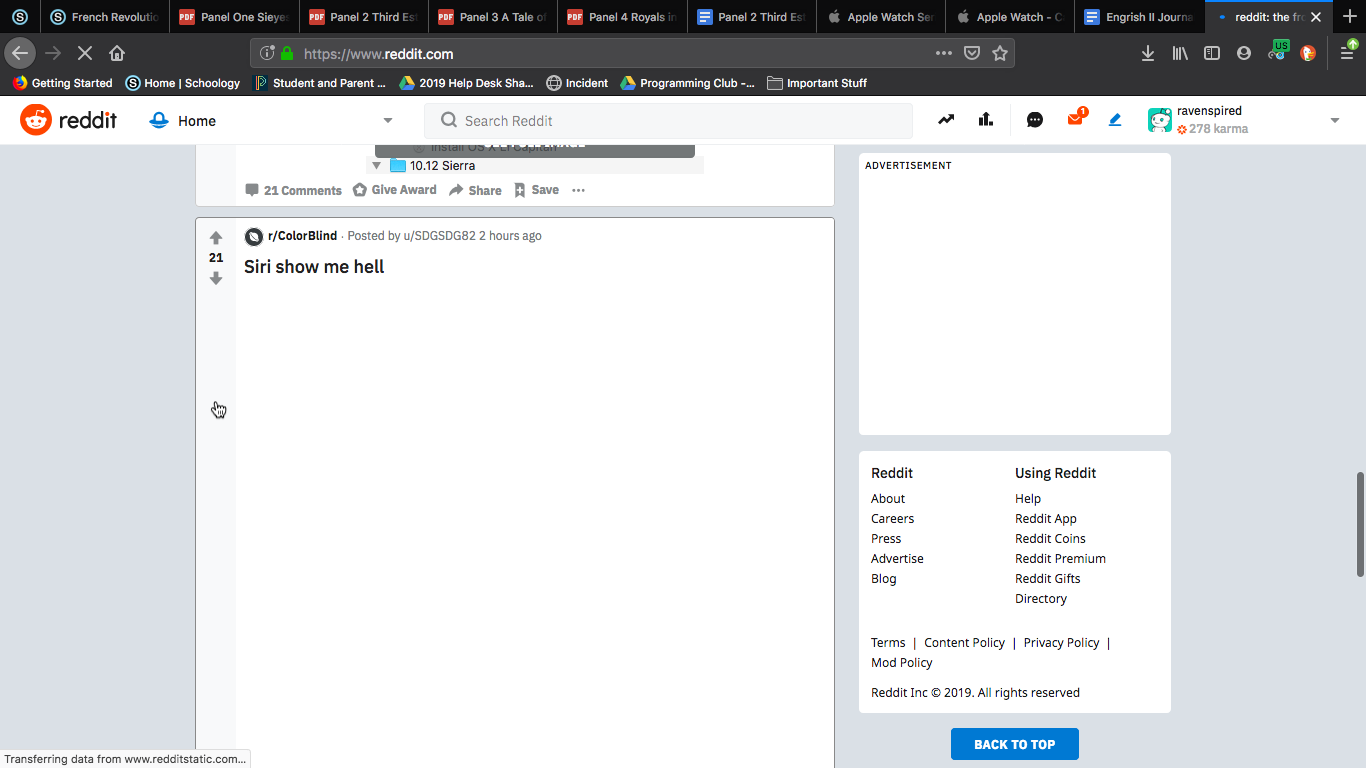 French Revolutio
Panel One Sieye
Panel 2 Third Est
Panel 3 A Tale of
Panel 4 Royals in
Panel 2 Third Est
Apple Watch Ser
Apple Watch - C
Engrish II Journa
reddit: the fro
https://www.reddit.com
US
Getting Started
Home | Schoology
Student and Parent ...
2019 Help Desk Sha...
Incident
Programming Club -...
Important Stuff
reddit
Home
Search Reddit
1
ravenspired
278 karma
Install OS X El Capitan
10.12 Sierra
21 Comments
Give Award
Share
Save
ADVERTISEMENT
r/ColorBlind · Posted by u/SDGSDG82 2 hours ago
21
Siri show me hell
Reddit
Using Reddit
About
Help
Careers
Reddit App
Press
Reddit Coins
Advertise
Reddit Premium
Blog
Reddit Gifts
Directory
Terms | Content Policy | Privacy Policy |
Mod Policy
Reddit Inc © 2019. All rights reserved
BACK TO TOP
Transferring data from www.redditstatic.com...